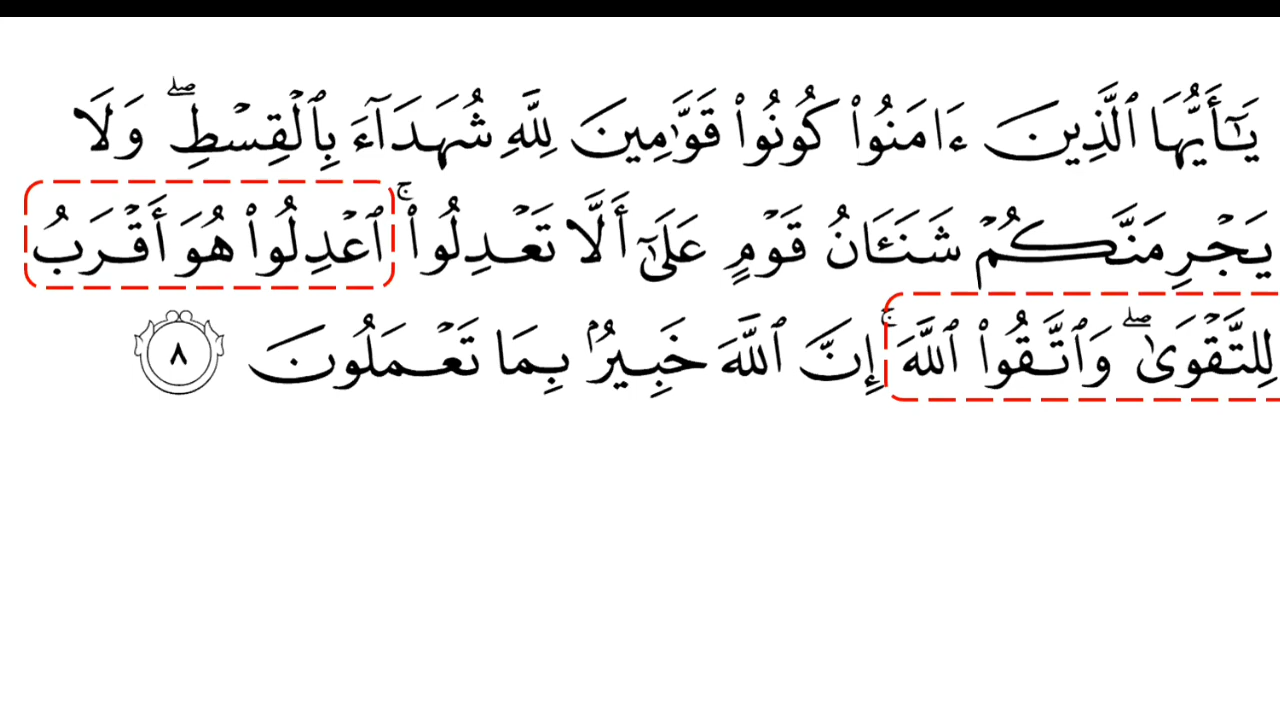 يَـٰٓأَيُّهَا ٱلَّذِينَ ءَامَنُوا۟ كُونُوا۟ قَوَّٰمِينَ لِلَّهِ شُهَدَآءَ بِٱلْقِسْطِ ۖ وَلَا
يَجْرِمَنَّكُمْ شَنَـَٔانُ قَوْمٍ عَلَىٰٓ أَلَّا تَعْدِلُوا۟ ۚ ٱعْدِلُوا۟ هُوَ أَقْرَبُ
لِلتَّقْوَىٰ ۖ وَٱتَّقُوا۟ ٱللَّهَ ۚ إِنَّ ٱللَّهَ خَبِيرٌۢ بِمَا تَعْمَلُونَ ٨